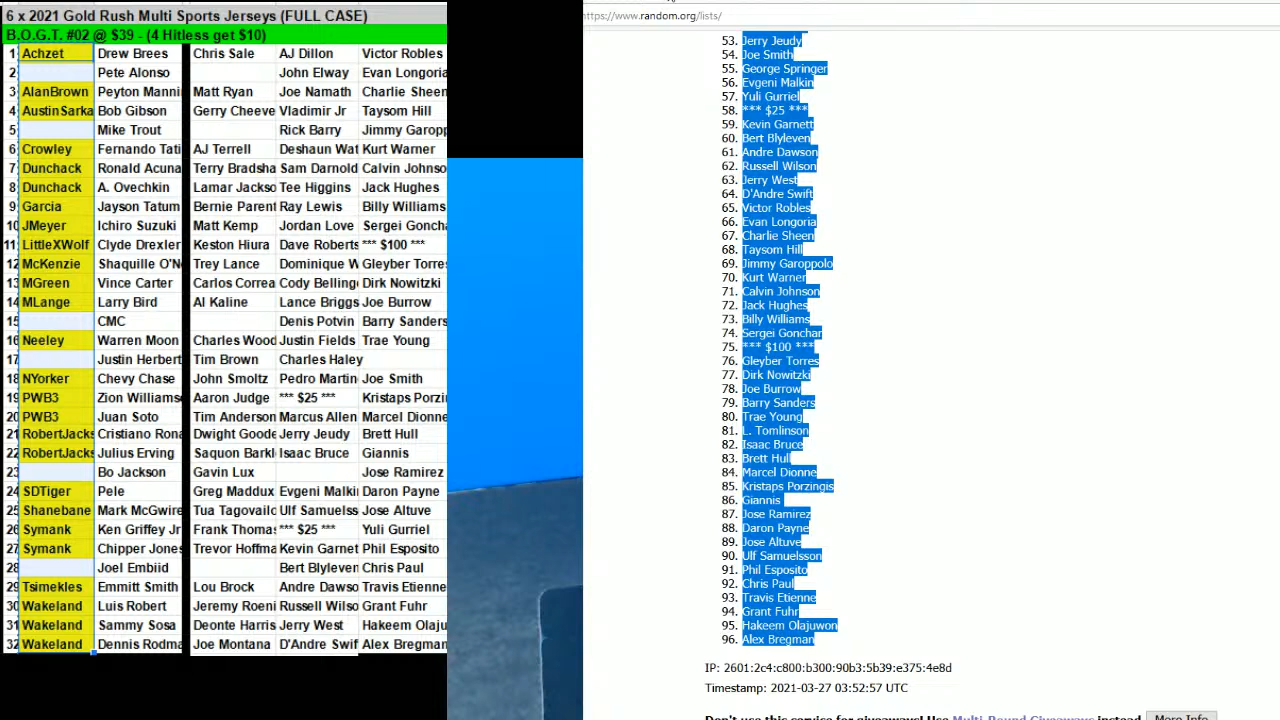 6 x 2021 Gold Rush Multi Sports Jerseys (FULL CASE)
B.O.G.T. #02 @ $39 - (4 Hitless get $10)
1 Achzet Drew Brees Chris Sale AJ Dillon Victor Robles
2 Pete Alonso John Elway Evan Longoria
3 AlanBrown Peyton Manni Matt Ryan Joe Namath Charlie Sheen
4 AustinSarka Bob Gibson Gerry Cheeve Vladimir Jr Taysom Hill
5 Mike Trout Rick Barry Jimmy Garopp
6 Crowley Fernando Tati AJ Terrell Deshaun Wat Kurt Warner
7 Dunchack Ronald Acuna Terry Bradsha Sam Darnold Calvin Johnso
8 Dunchack A. Ovechkin Lamar Jackso Tee Higgins Jack Hughes
9 Garcia Jayson Tatum Bernie Parent Ray Lewis Billy Williams
10 JMeyer Ichiro Suzuki Matt Kemp Jordan Love Sergei Goncha
11 LittleXWolf Clyde Drexler Keston Hiura Dave Roberts *** $100 ***
12 McKenzie Shaquille O'N Trey Lance Dominique W Gleyber Torres
13 MGreen Vince Carter Carlos Correa Cody Belling Dirk Nowitzki
14 MLange Larry Bird Al Kaline Lance Briggs Joe Burrow
15 CMC Denis Potvin Barry Sanders
16 Neeley Warren Moon Charles Wood Justin Fields Trae Young
17 Justin Herbert Tim Brown Charles Haley
18 NYorker Chevy Chase John Smoltz Pedro Martin Joe Smith
19 PWB3 Zion Williams Aaron Judge *** $25 *** Kristaps Porzi
20 PWB3 Juan Soto Tim Anderson Marcus Allen Marcel Dionne
21 RobertJacks Cristiano Rona Dwight Goode Jerry Jeudy Brett Hull
22 RobertJacks Julius Erving Saquon Barkl Isaac Bruce Giannis
23 Bo Jackson Gavin Lux Jose Ramirez
24 SDTiger Pele Greg Maddux Evgeni Malki Daron Payne
25 Shanebane Mark McGwire Tua Tagovailo Ulf Samuelss Jose Altuve
26 Symank Ken Griffey Jr Frank Thomas *** $25 *** Yuli Gurriel
27 Symank Chipper Jones Trevor Hoffma Kevin Garnet Phil Esposito
28 Joel Embiid Bert Blyleven Chris Paul
29 Tsimekles Emmitt Smith Lou Brock Andre Dawso Travis Etienne
30 Wakeland Luis Robert Jeremy Roeni Russell Wilso Grant Fuhr
31 Wakeland Sammy Sosa Deonte Harris Jerry West Hakeem Olaju
32 Wakeland Dennis Rodma Joe Montana D'Andre Swif Alex Bregman
https://www.random.org/lists/
53. Jerry Jeudy
54. Joe Smith
55. George Springer
56. Evgeni Malkin
57. Yuli Gurriel
58. *** $25 ***
59. Kevin Garnett
60. Bert Blyleven
61. Andre Dawson
62. Russell Wilson
63. Jerry West
64. D'Andre Swift
65. Victor Robles
66. Evan Longoria
67. Charlie Sheen
68. Taysom Hill
69. Jimmy Garoppolo
70. Kurt Warner
71. Calvin Johnson
72. Jack Hughes
73. Billy Williams
74. Sergei Gonchar
75. *** $100 ***
76. Gleyber Torres
77. Dirk Nowitzki
78. Joe Burrow
79. Barry Sanders
80. Trae Young
81. L. Tomlinson
82. Isaac Bruce
83. Brett Hull
84. Marcel Dionne
85. Kristaps Porzingis
86. Giannis
87. Jose Ramirez
88. Daron Payne
89. Jose Altuve
90. Ulf Samuelsson
91. Phil Esposito
92. Chris Paul
93. Travis Etienne
94. Grant Fuhr
95. Hakeem Olajuwon
96. Alex Bregman
IP: 2601:2c4:c800:b300:90b3:5b39:e375:4e8d
Timestamp: 2021-03-27 03:52:57 UTC
Don't use this service for giveaways! Use Multi-Round Giveaways instead More Info